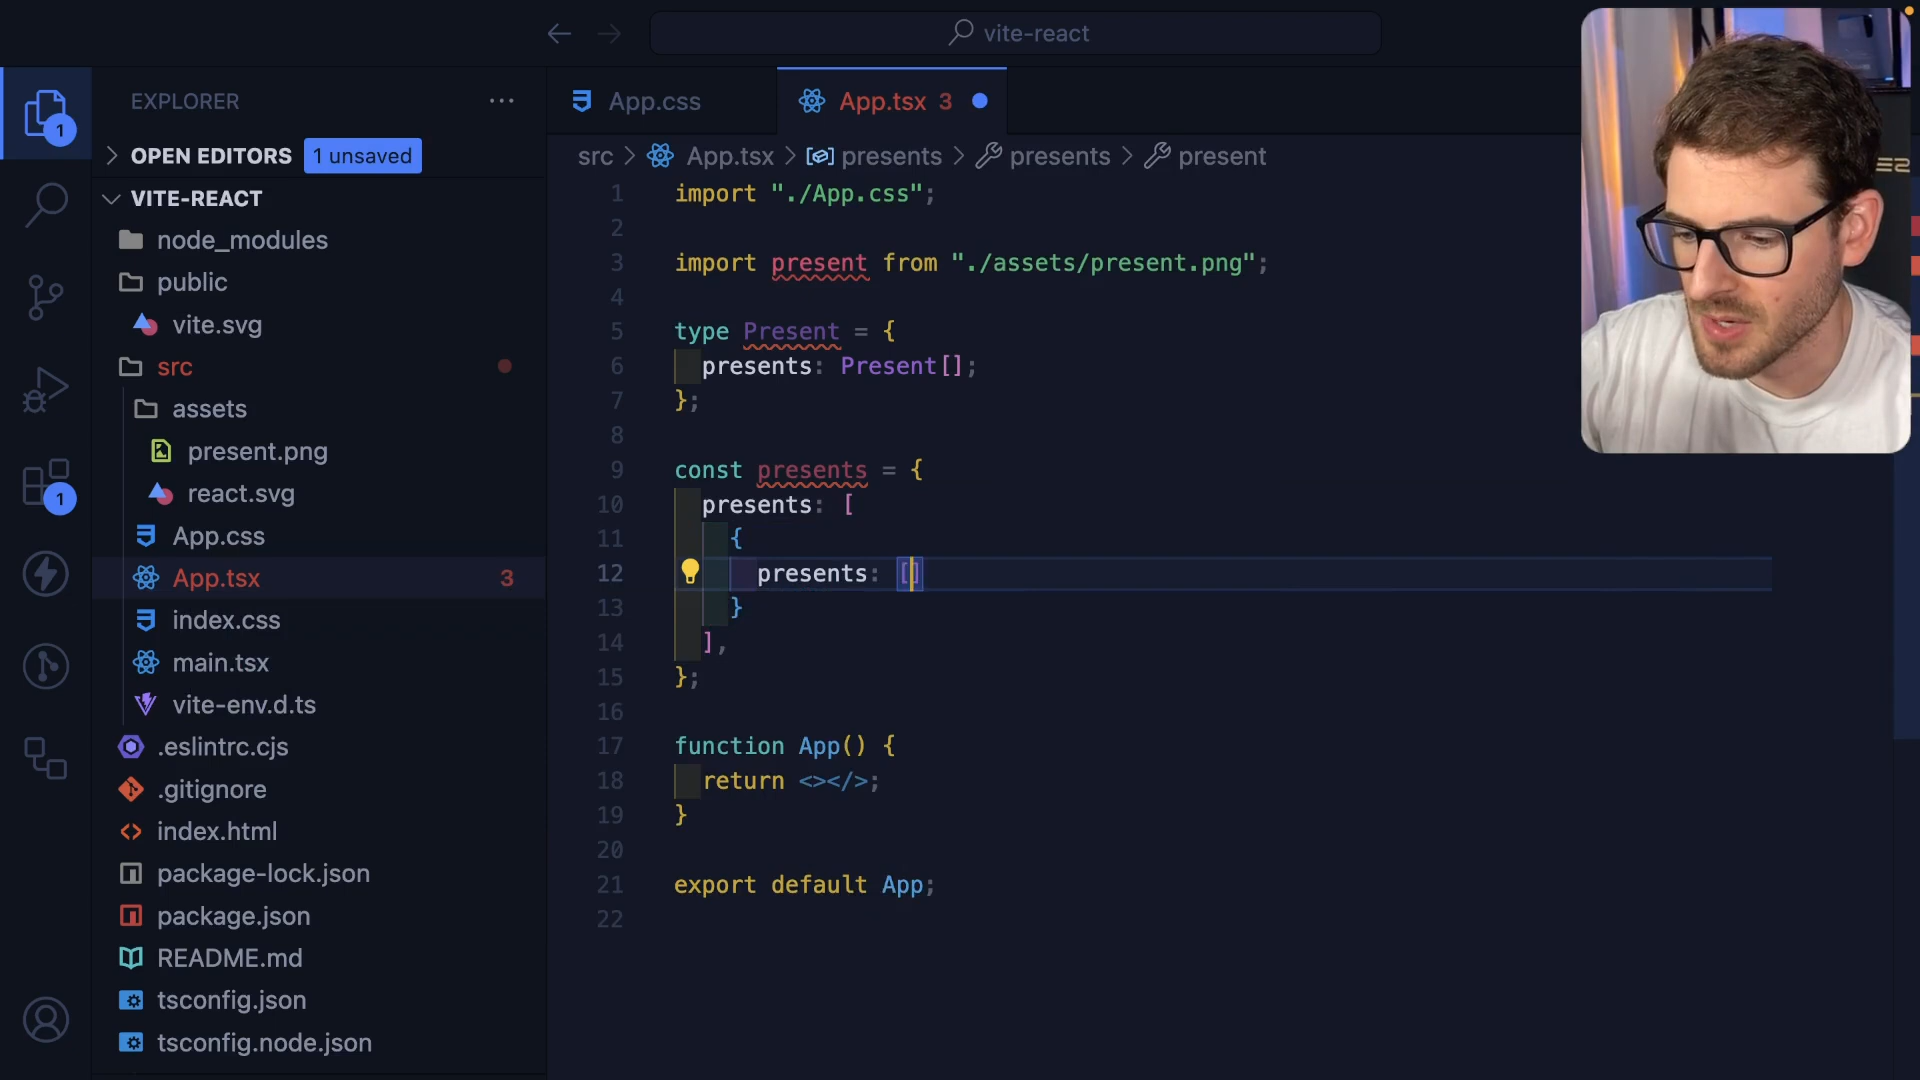 vite-react
EXPLORER
OPEN EDITORS
1 unsaved
VITE-REACT
node_modules
public
vite.svg
src
assets
present.png
react.svg
App.css
App.tsx
3
index.css
main.tsx
vite-env.d.ts
.eslintrc.cjs
.gitignore
index.html
package-lock.json
package.json
README.md
tsconfig.json
tsconfig.node.json
1
1
App.css
App.tsx 3
src > App.tsx > presents > presents > present
1 import "./App.css";
2
3 import present from "./assets/present.png";
4
5 type Present = {
6 presents: Present[];
7 };
8
9 const presents = {
10 presents: [
11 {
12 presents: []
13 }
14 ],
15 };
16
17 function App() {
18 return <></>;
19 }
20
21 export default App;
22